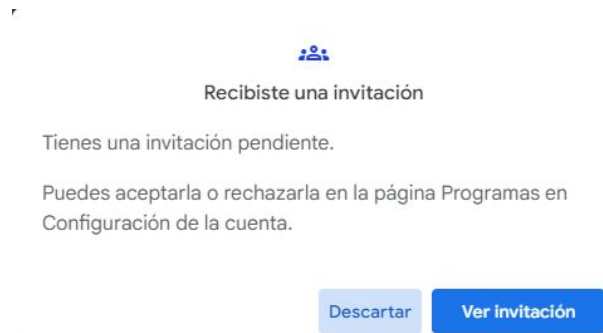 Recibiste una invitación
Tienes una invitación pendiente.
Puedes aceptarla o rechazarla en la página Programas en
Configuración de la cuenta.
Descartar Ver invitación